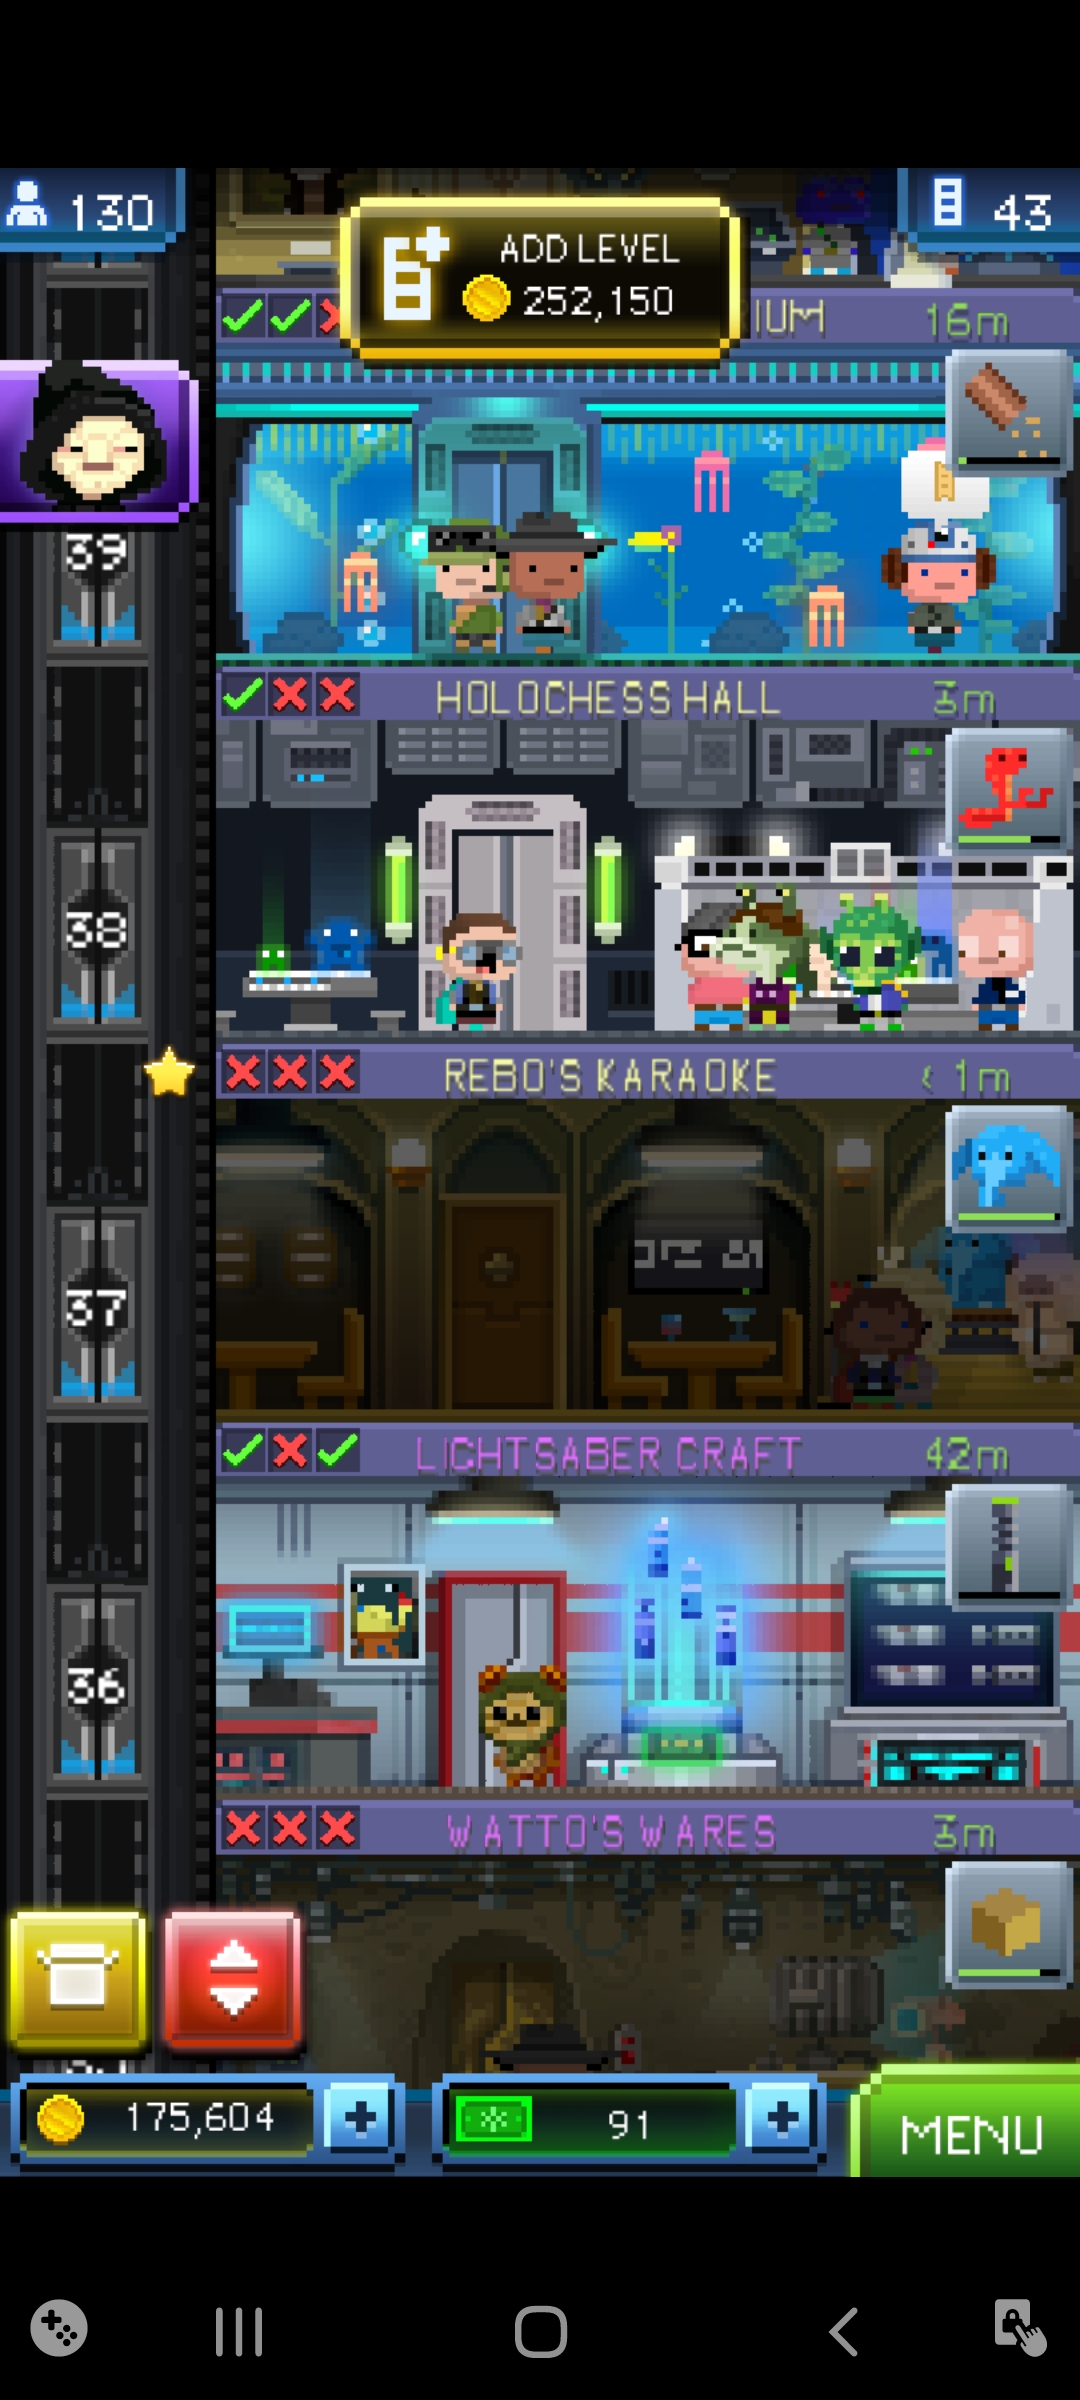 130
43
ADD LEVEL
252,150
IUM
16m
39
HOLOCHESS HALL
3m
38
REBO'S KARAOKE
< 1m
37
LIGHTSABER CRAFT
42m
36
WATTO'S WARES
3m
175,604
91
MENU